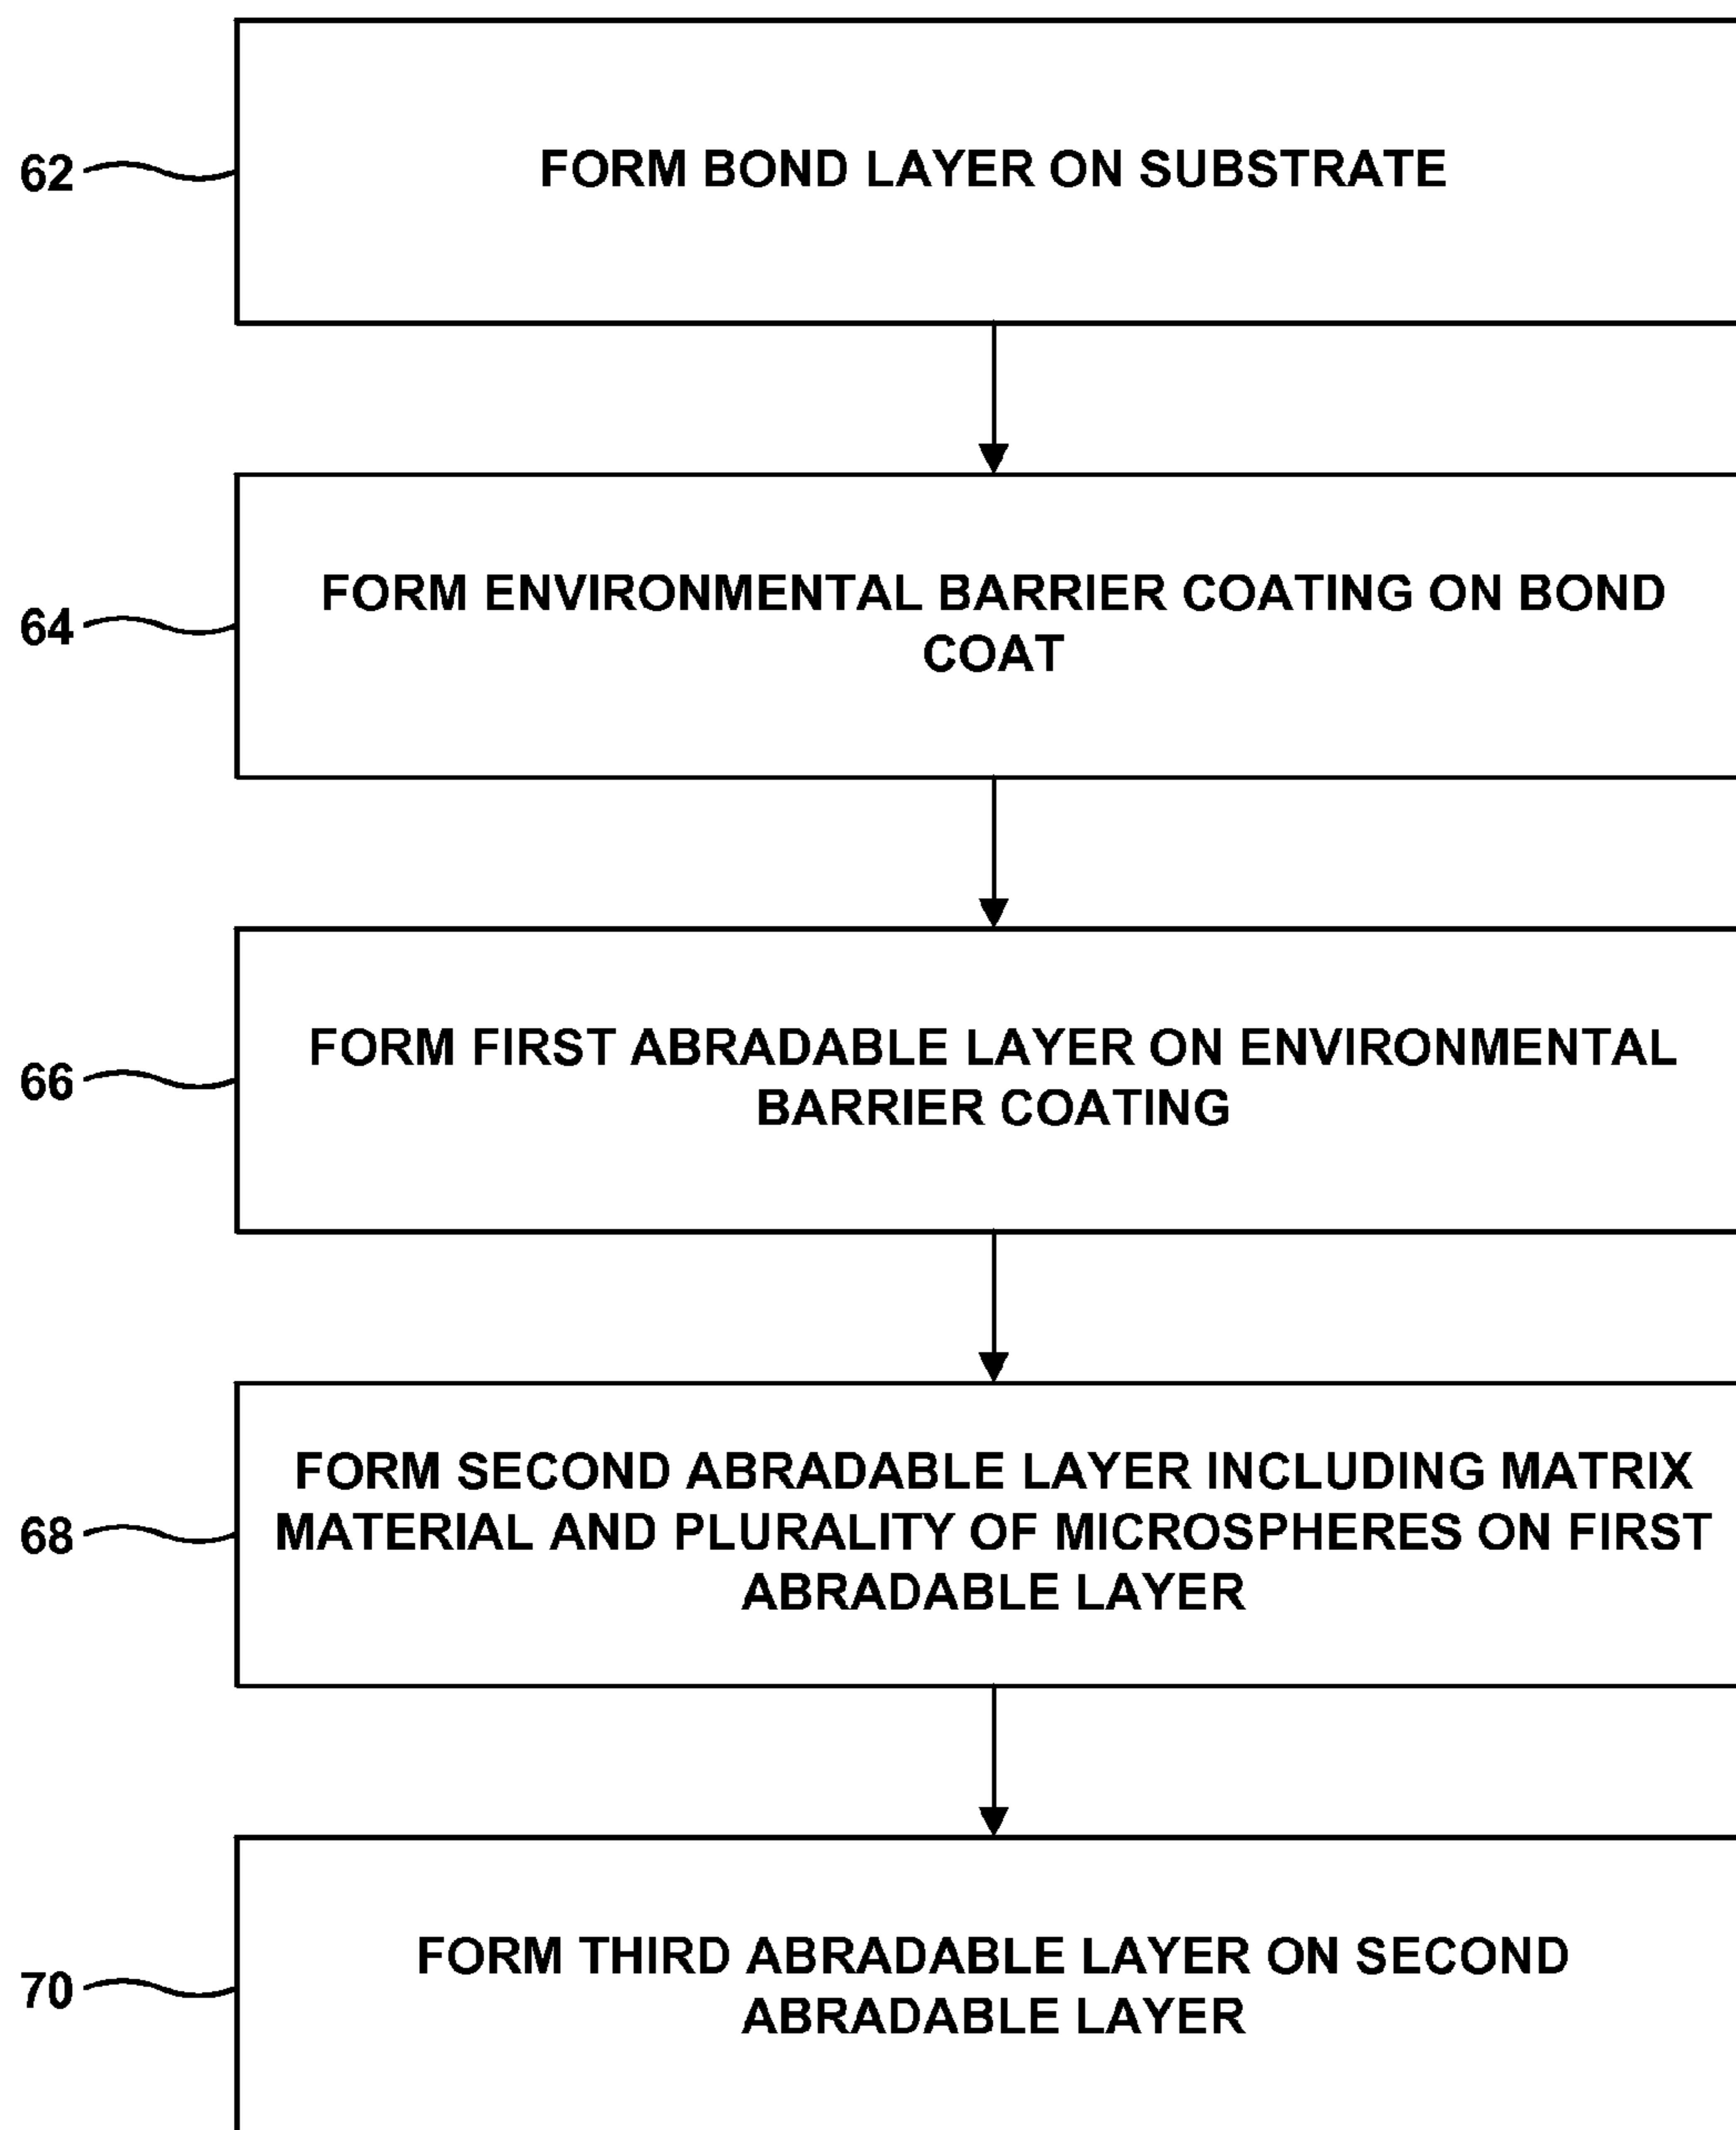 62
FORM BOND LAYER ON SUBSTRATE
64
FORM ENVIRONMENTAL BARRIER COATING ON BOND
COAT
66
FORM FIRST ABRADABLE LAYER ON ENVIRONMENTAL
BARRIER COATING
68
FORM SECOND ABRADABLE LAYER INCLUDING MATRIX
MATERIAL AND PLURALITY OF MICROSPHERES ON FIRST
ABRADABLE LAYER
70
FORM THIRD ABRADABLE LAYER ON SECOND
ABRADABLE LAYER